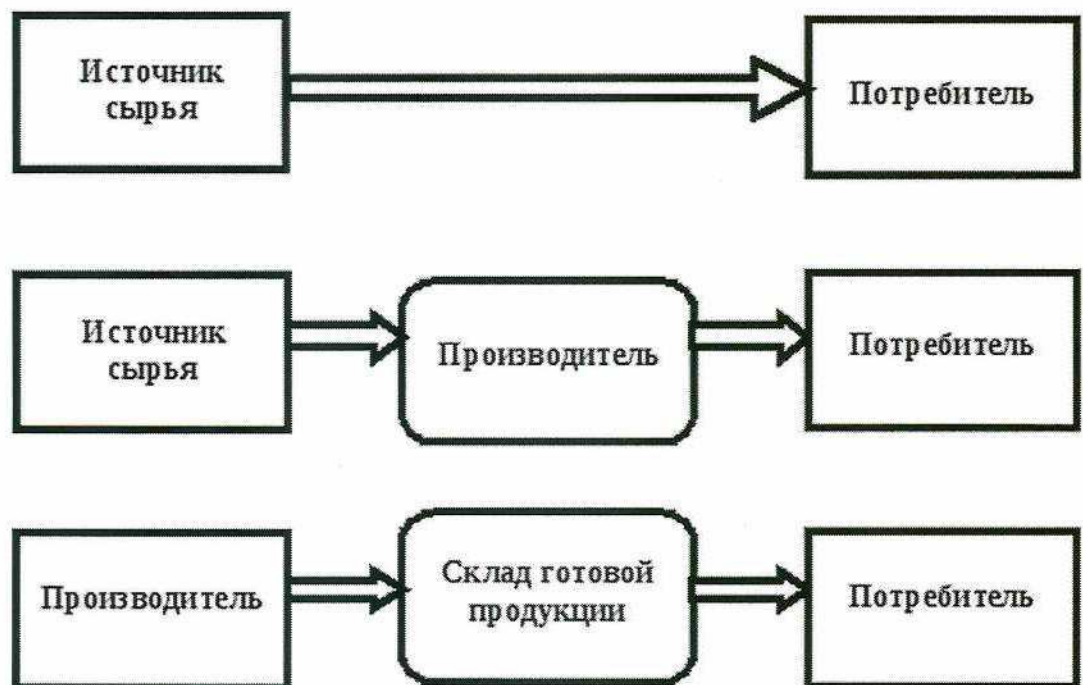 Источник
сырья
Потребитель
Источник
сырья
Производитель
Потребитель
Производитель
Склад готовой
продукции
Потребитель